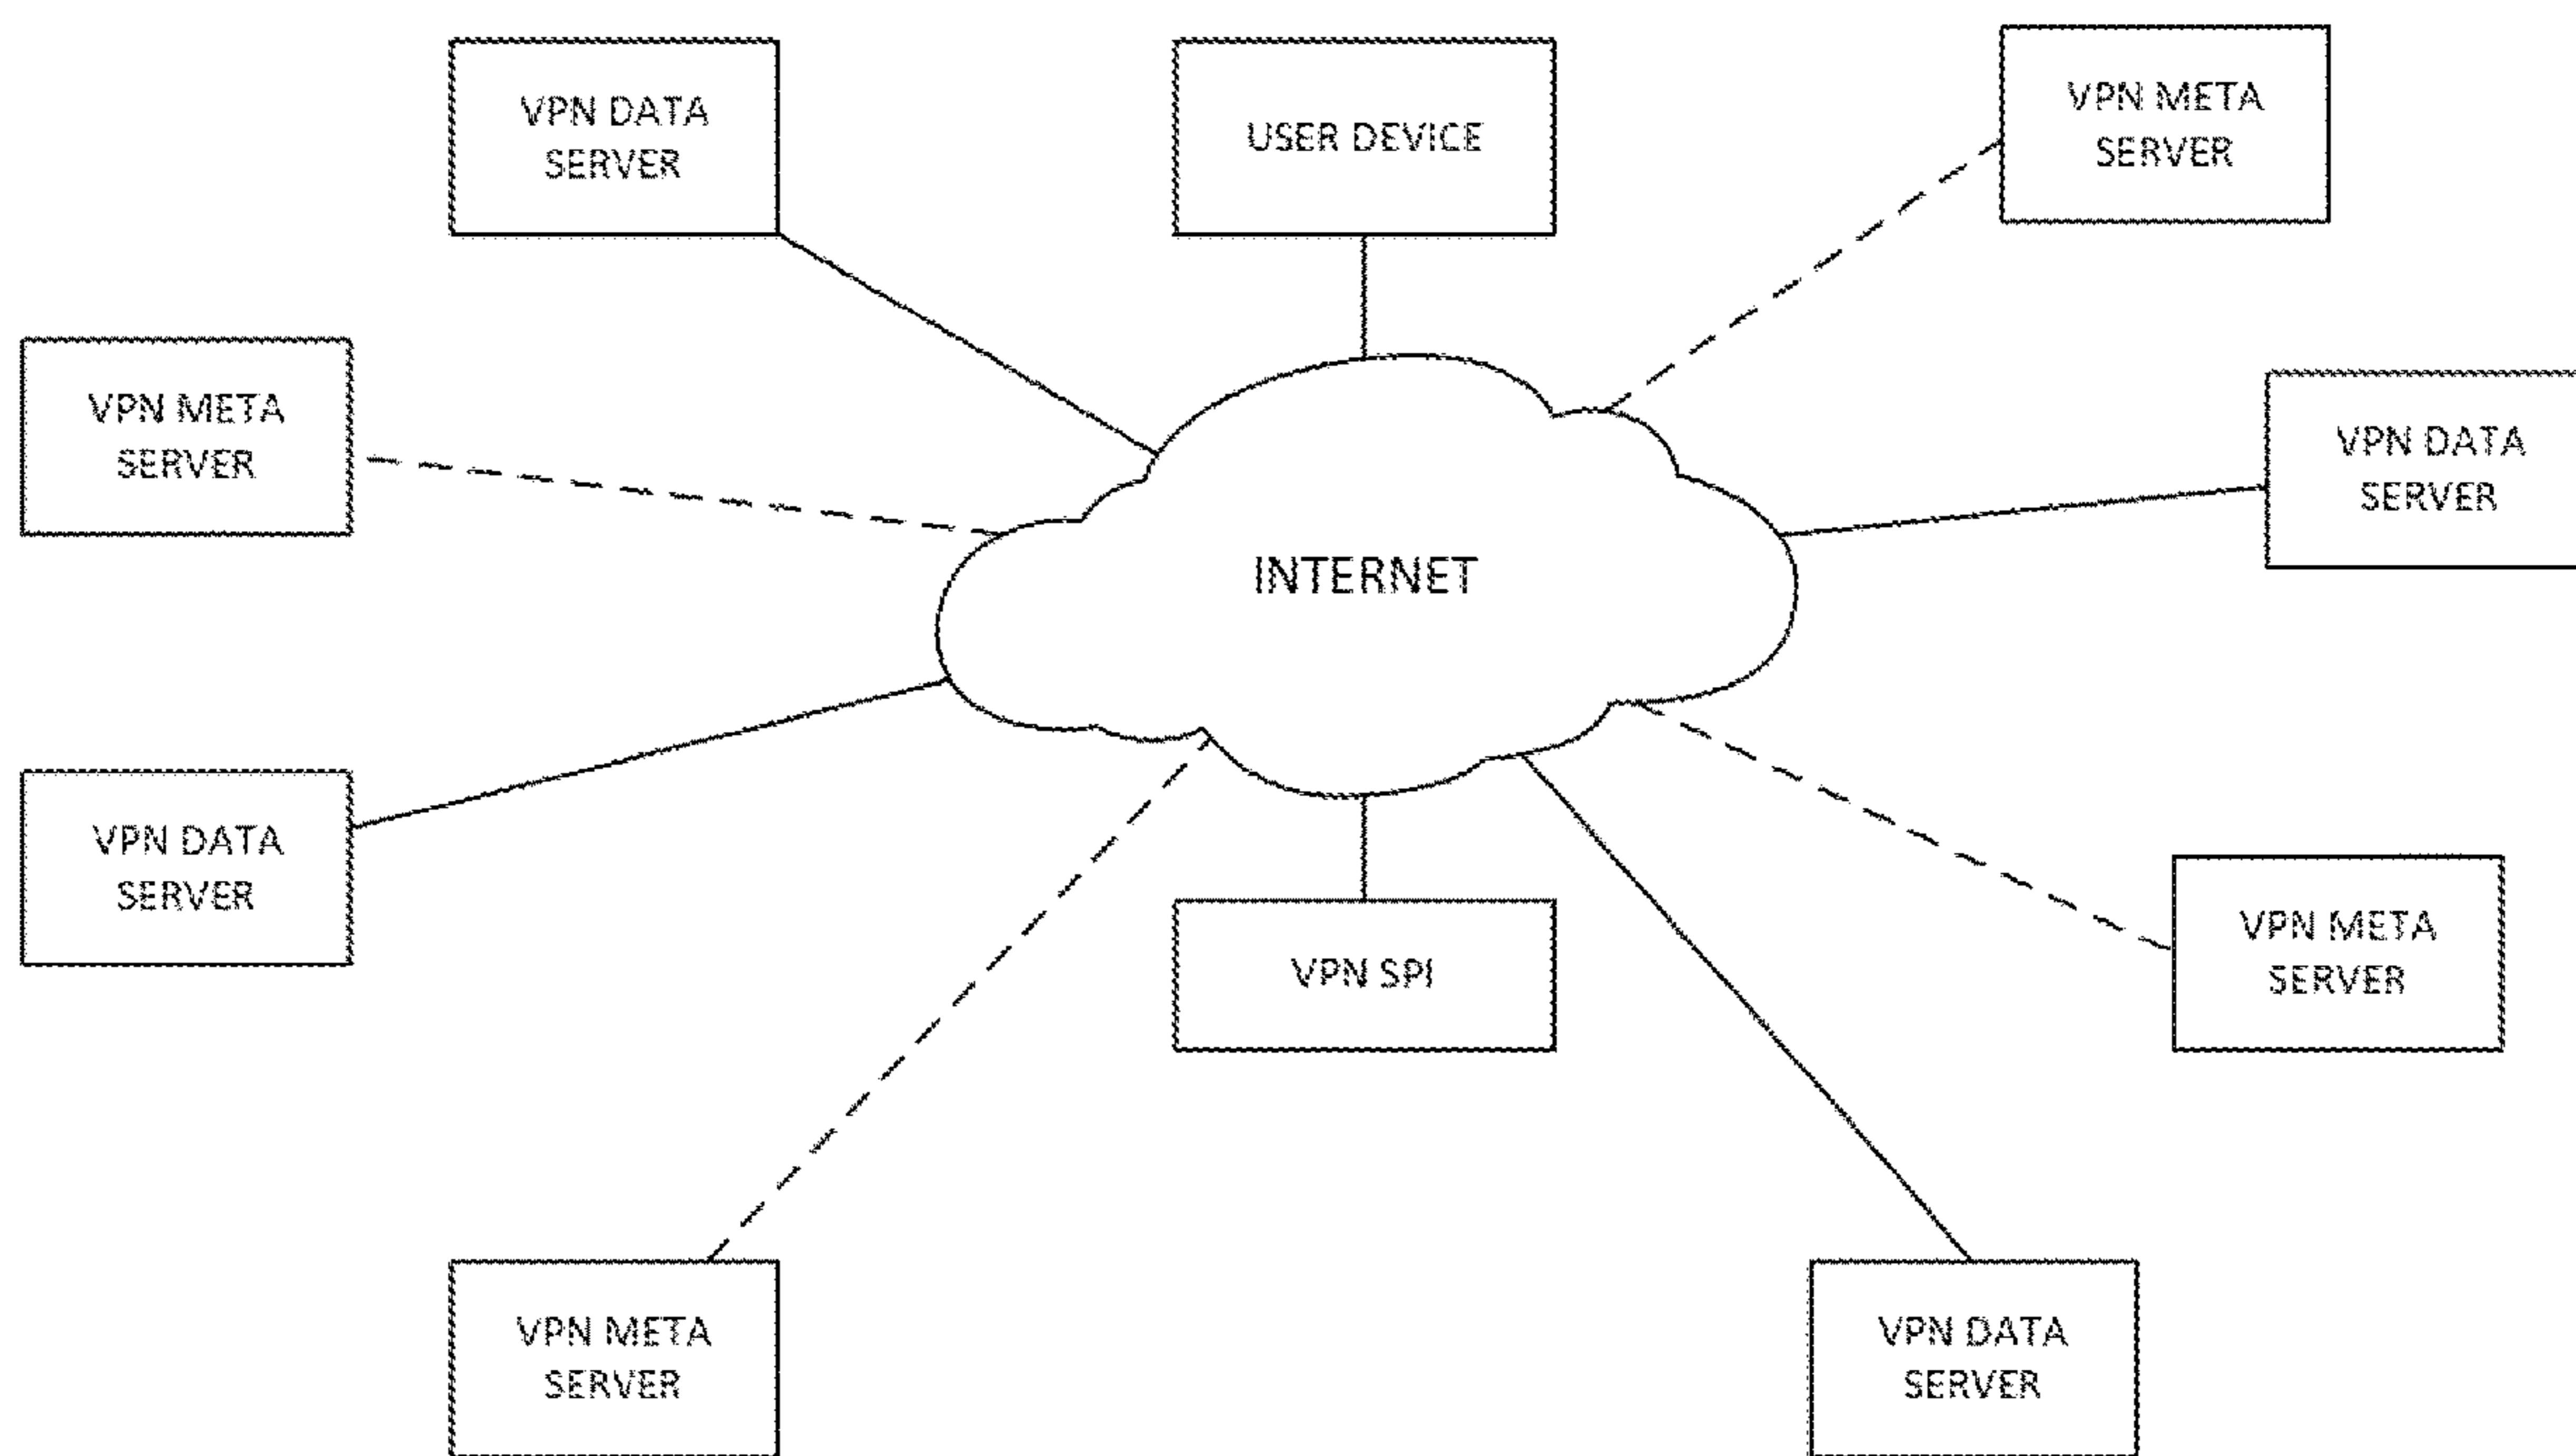 VPN DATA
SERVER
USER DEVICE
VPN META
SERVER
VPN META
SERVER
VPN DATA
SERVER
INTERNET
VPN DATA
SERVER
VPN SPI
VPN META
SERVER
VPN META
SERVER
VPN DATA
SERVER